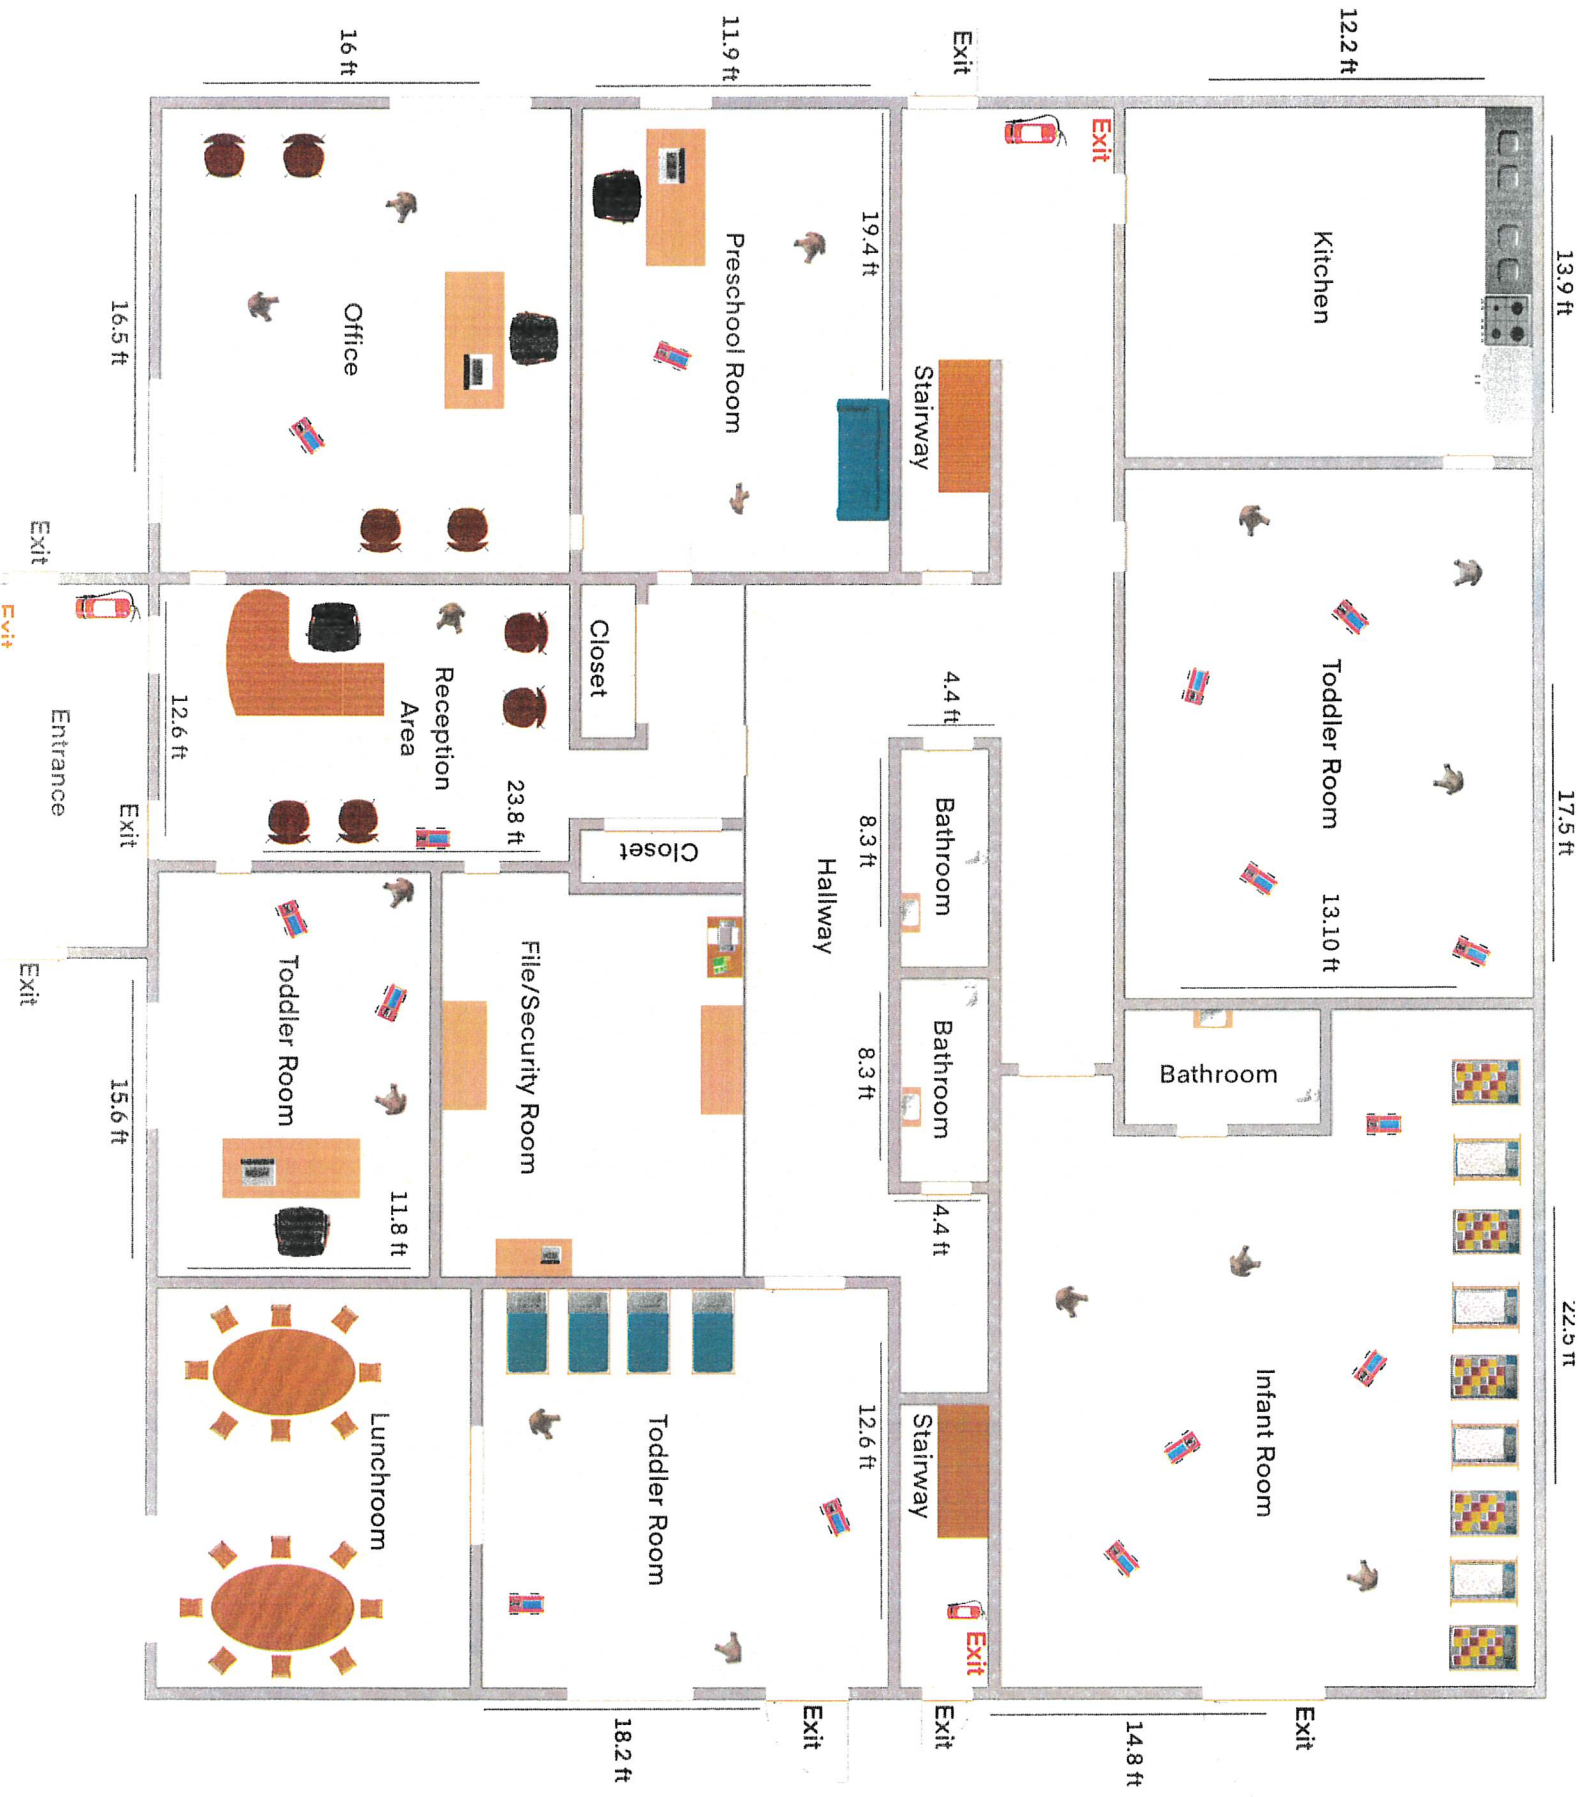 12.2 ft
Exit
11.9 ft
16 ft
13.9 ft
Kitchen
Exit
19.4 ft
Preschool Room
Stairway
Office
16.5 ft
17.5 ft
Toddler Room
13.10 ft
4.4 ft
Bathroom
8.3 ft
Hallway
Closet
Closet
Reception
Area
23.8 ft
12.6 ft
Exit
Exit
Entrance
Exit
Exit
Bathroom
Bathroom
8.3 ft
4.4 ft
File/Security Room
Toddler Room
11.8 ft
15.6 ft
22.5 ft
Infant Room
Stairway
Exit
12.6 ft
Toddler Room
Lunchroom
Exit
14.8 ft
Exit
Exit
18.2 ft